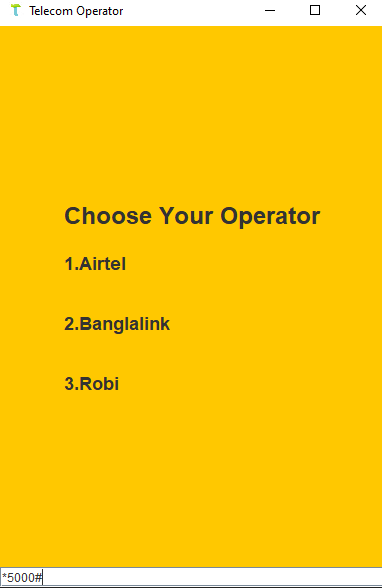 Telecom Operator
Choose Your Operator
1.Airtel
2.Banglalink
3.Robi
*5000#